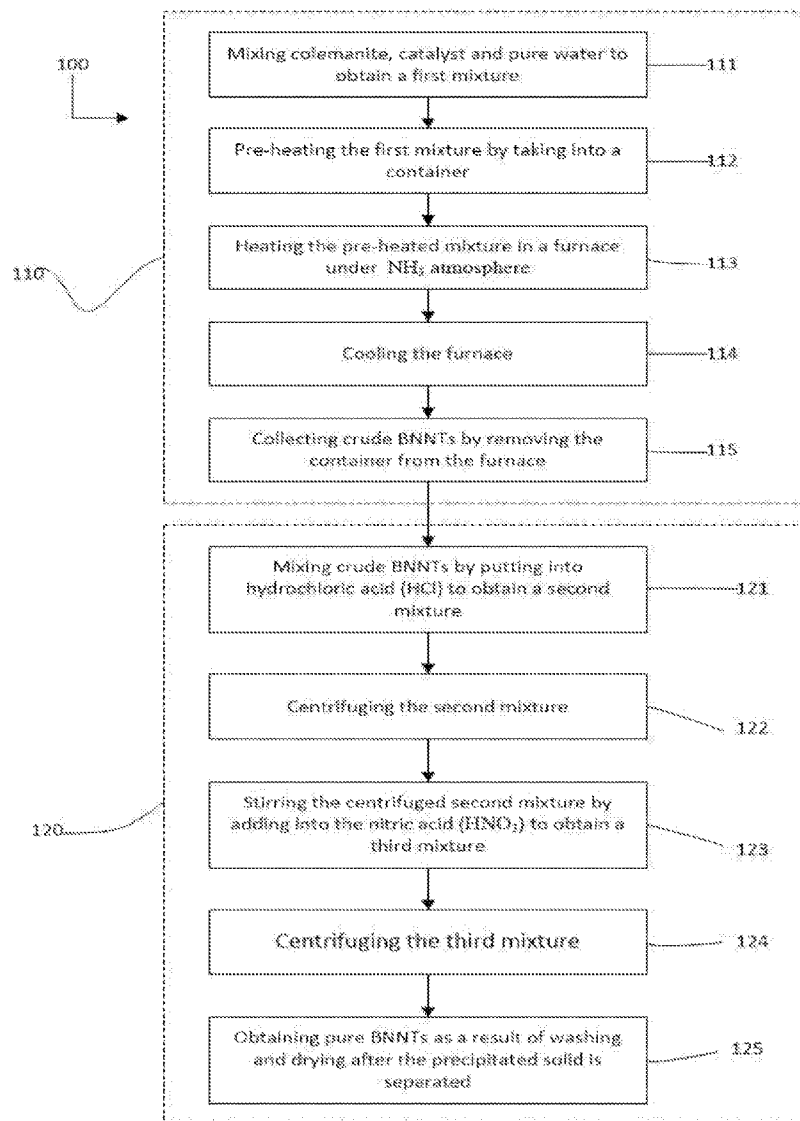 100
Mixing colemanite, catalyst and pure water to
obtain a first mixture
111
Pre-heating the first mixture by taking into a
container
112
110
Heating the pre-heated mixture in a furnace
under NH₃ atmosphere
113
Cooling the furnace
114
Collecting crude BNNTs by removing the
container from the furnace
115
Mixing crude BNNTs by putting into
hydrochloric acid (HCl) to obtain a second
mixture
121
Centrifuging the second mixture
122
120
Stirring the centrifuged second mixture by
adding into the nitric acid (HNO₃) to obtain a
third mixture
123
Centrifuging the third mixture
124
Obtaining pure BNNTs as a result of washing
and drying after the precipitated solid is
separated
125